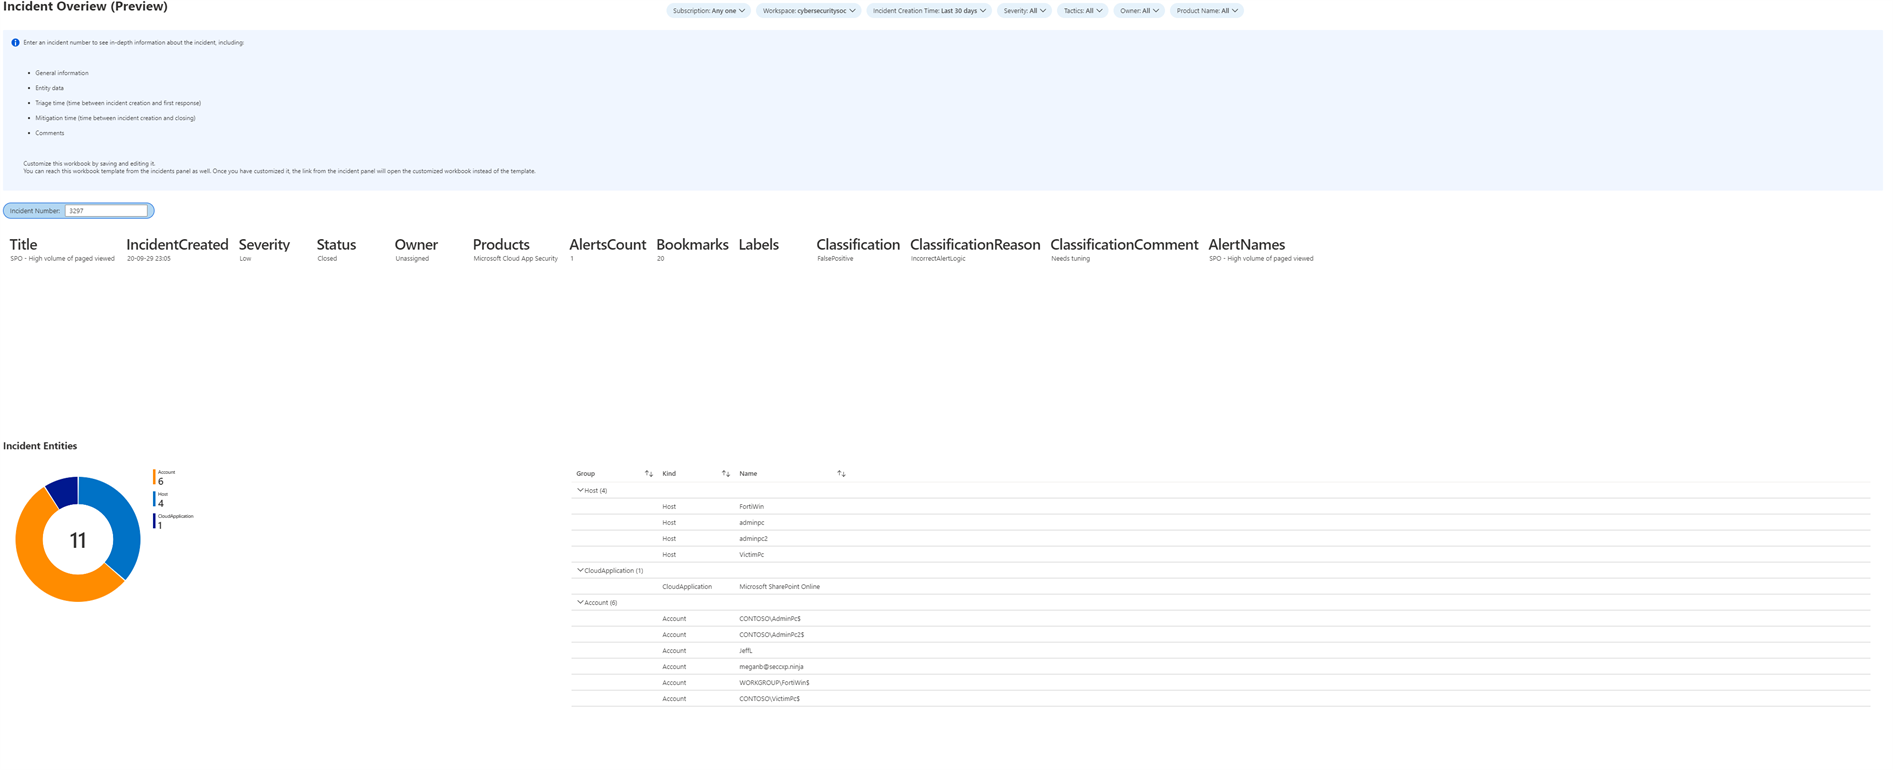 Incident Overiew (Preview)
Subscription: Any one
Workspace: cybersecuritysoc
Incident Creation Time: Last 30 days
Severity: All
Tactics: All
Owner: All
Product Name: All
Enter an incident number to see in-depth information about the incident, including:
• General information
• Entity data
• Triage time (time between incident creation and first response)
• Mitigation time (time between incident creation and closing)
• Comments
Customize this workbook by saving and editing it.
You can reach this workbook template from the incidents panel as well. Once you have customized it, the link from the incident panel will open the customized workbook instead of the template.
Incident Number: 3297
Title IncidentCreated Severity Status Owner Products AlertsCount Bookmarks Labels Classification ClassificationReason ClassificationComment AlertNames
SPO - High volume of paged viewed 20-09-29 23:05 Low Closed Unassigned Microsoft Cloud App Security 1 20 FalsePositive IncorrectAlertLogic Needs tuning SPO - High volume of paged viewed
Incident Entities
Account
6
Host
4
CloudApplication
1
11
Group Kind Name
Host (4)
Host FortiWin
Host adminpc
Host adminpc2
Host VictimPc
CloudApplication (1)
CloudApplication Microsoft SharePoint Online
Account (6)
Account CONTOSO\AdminPc$
Account CONTOSO\AdminPc2$
Account JeffL
Account meganb@seccxp.ninja
Account WORKGROUP\FortiWin$
Account CONTOSO\VictimPc$